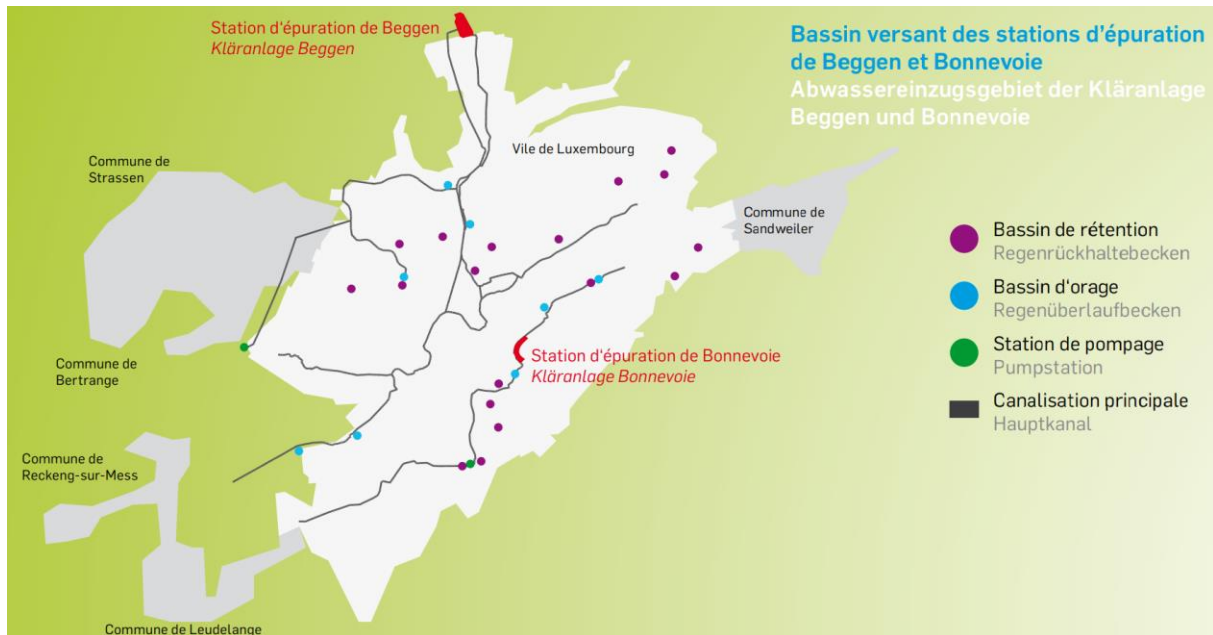 Station d'épuration de Beggen
Kläranlage Beggen
Bassin versant des stations d'épuration
de Beggen et Bonnevoie
Abwassereinzugsgebiet der Kläranlage
Beggen und Bonnevoie
Vile de Luxembourg
Commune de
Strassen
Commune de
Sandweiler
Bassin de rétention
Regenrückhaltebecken
Bassin d'orage
Regenüberlaufbecken
Station de pompage
Pumpstation
Canalisation principale
Hauptkanal
Station d'épuration de Bonnevoie
Kläranlage Bonnevoie
Commune de
Bertrange
Commune de
Reckeng-sur-Mess
Commune de Leudelange